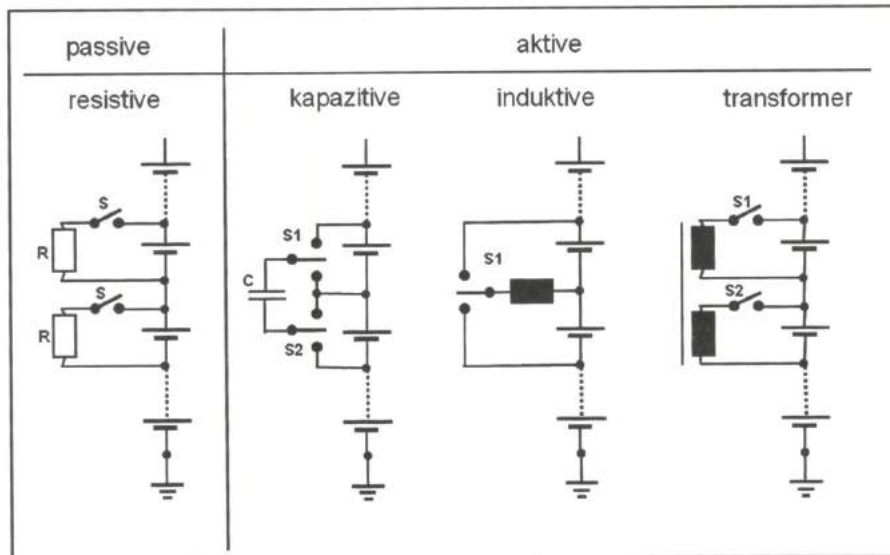 passive
aktive
resistive
kapazitive
induktive
transformer
S
R
S
R
S1
C
S2
S1
S1
S2